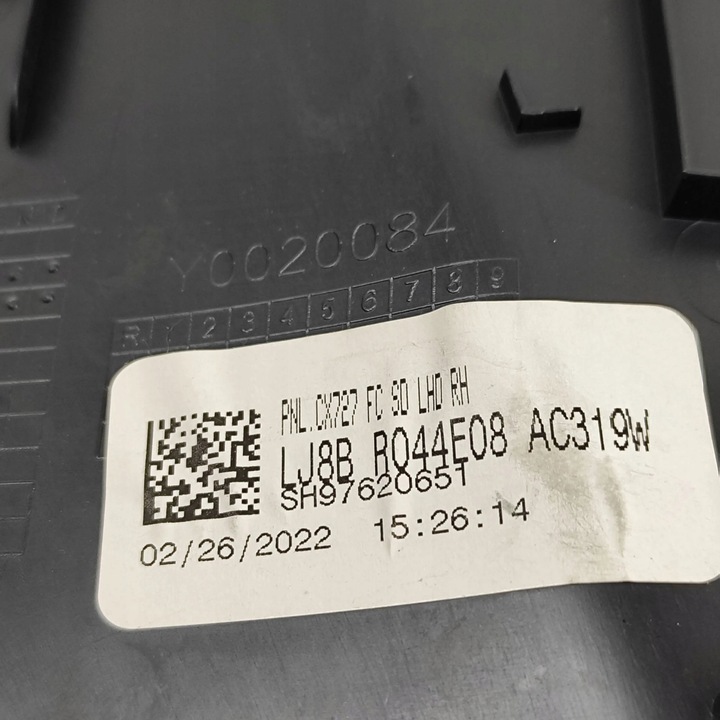 Y0020084
R 1 2 3 4 5 6 7 8 9
PNL.CX727 FC SD LHD RH
LJ8B R044E08 AC319W
SH97620651
02/26/2022 15:26:14